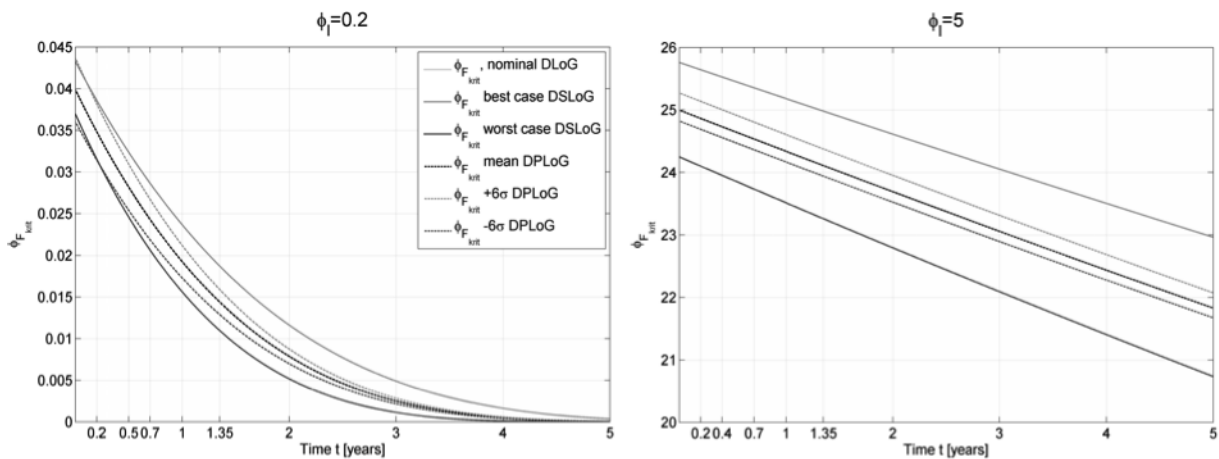 ϕI=0.2
0.045
0.04
0.035
0.03
0.025
0.02
0.015
0.01
0.005
0
ϕFkrit
0.2
0.5
0.7
1
1.35
2
3
4
5
Time t [years]
ϕFkrit, nominal DLoG
ϕFkrit best case DSLoG
ϕFkrit worst case DSLoG
ϕFkrit mean DPLoG
ϕFkrit +6σ DPLoG
ϕFkrit -6σ DPLoG
ϕI=5
26
25
24
23
22
21
20
ϕFkrit
0.2
0.4
0.7
1
1.35
2
3
4
5
Time t [years]